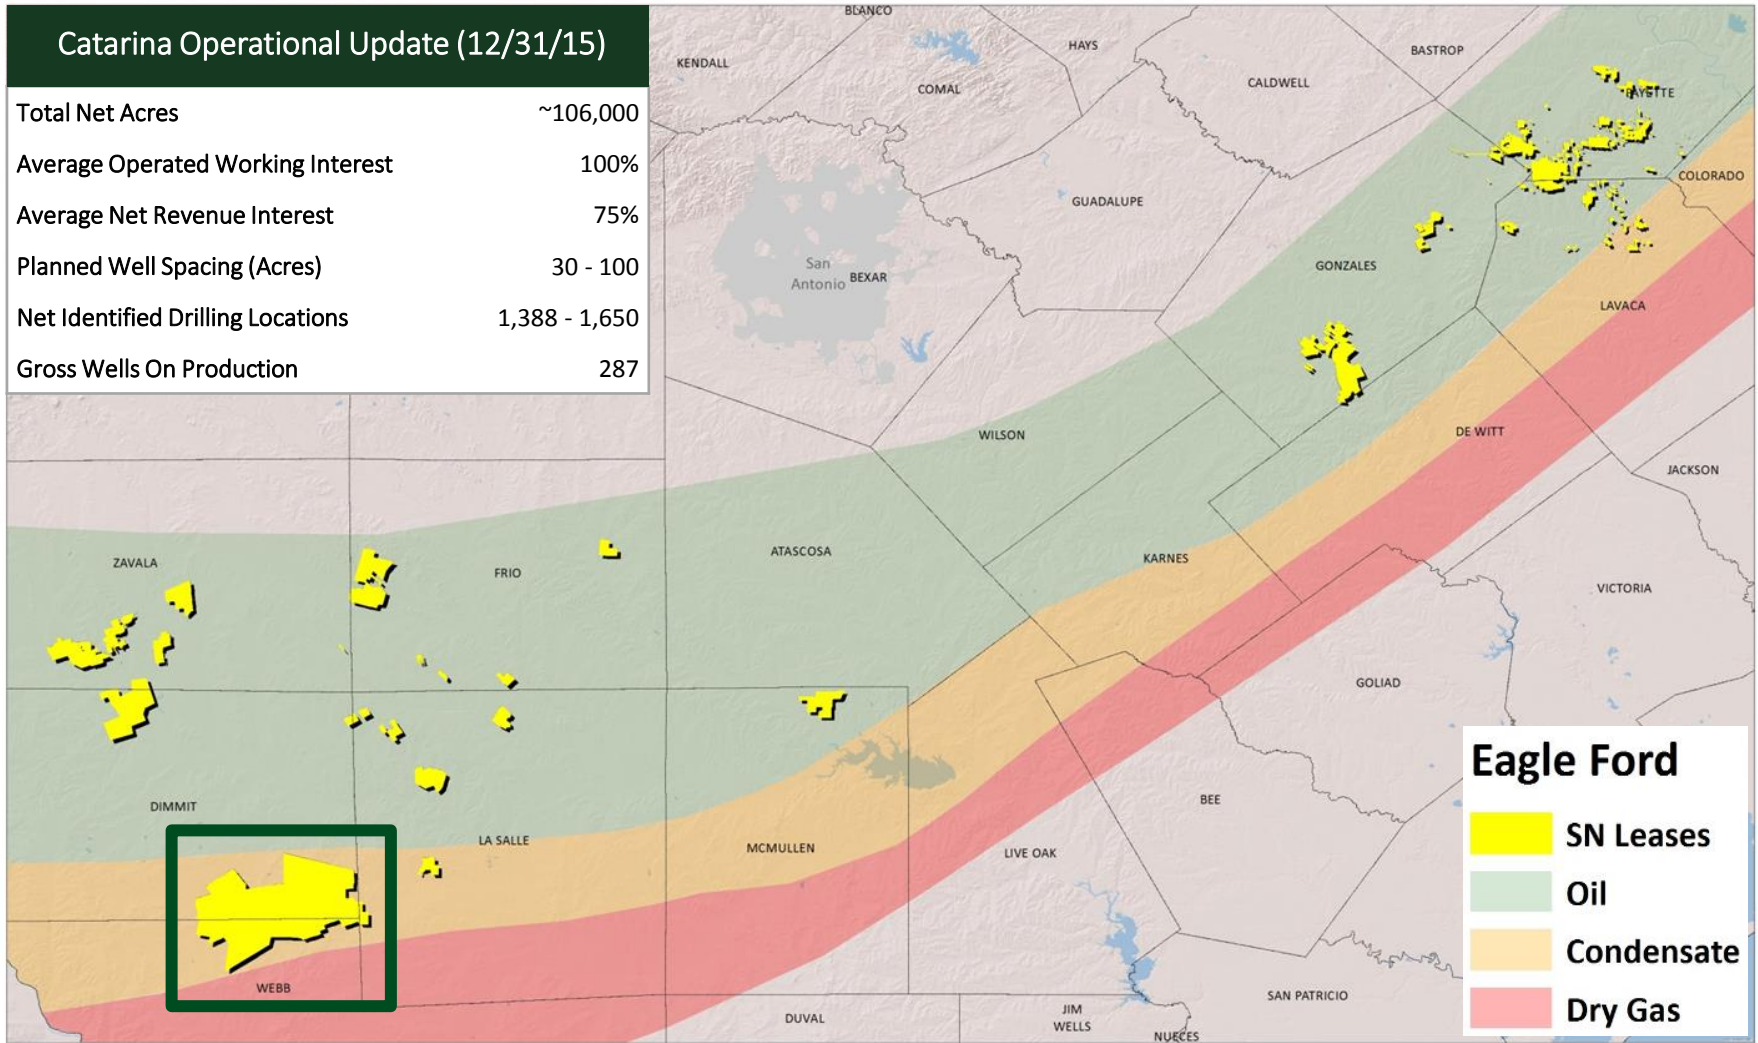 Catarina Operational Update (12/31/15)
Total Net Acres ~106,000
Average Operated Working Interest 100%
Average Net Revenue Interest 75%
Planned Well Spacing (Acres) 30 - 100
Net Identified Drilling Locations 1,388 - 1,650
Gross Wells On Production 287
BLANCO
HAYS
BASTROP
KENDALL
CALDWELL
COMAL
FAYETTE
COLORADO
GUADALUPE
San
Antonio
BEXAR
GONZALES
LAVACA
WILSON
DE WITT
JACKSON
ATASCOSA
KARNES
ZAVALA
FRIO
VICTORIA
GOLIAD
DIMMIT
BEE
LA SALLE
MCMULLEN
LIVE OAK
WEBB
SAN PATRICIO
DUVAL
JIM
WELLS
NUECES
Eagle Ford
SN Leases
Oil
Condensate
Dry Gas